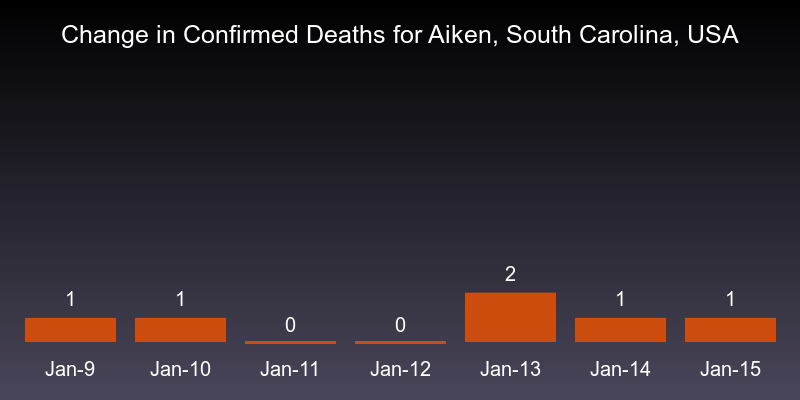 Change in Confirmed Deaths for Aiken, South Carolina, USA
1 1 0 0 2 1 1
Jan-9 Jan-10 Jan-11 Jan-12 Jan-13 Jan-14 Jan-15